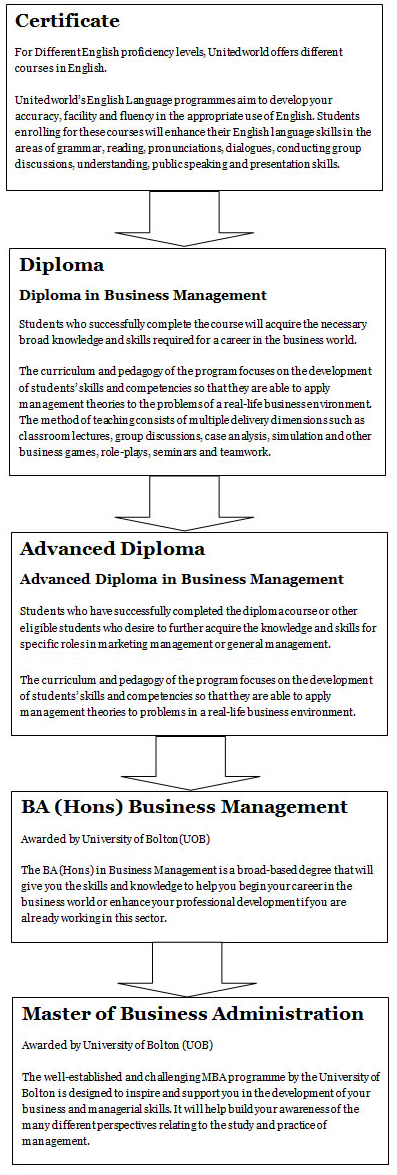 Certificate
For Different English proficiency levels, Unitedworld offers different
courses in English.
Unitedworld's English Language programmes aim to develop your
accuracy, facility and fluency in the appropriate use of English. Students
enrolling for these courses will enhance their English language skills in the
areas of grammar, reading, pronunciations, dialogues, conducting group
discussions, understanding, public speaking and presentation skills.
Diploma
Diploma in Business Management
Students who successfully complete the course will acquire the necessary
broad knowledge and skills required for a career in the business world.
The curriculum and pedagogy of the program focuses on the development
of students' skills and competencies so that they are able to apply
management theories to the problems of a real-life business environment.
The method of teaching consists of multiple delivery dimensions such as
classroom lectures, group discussions, case analysis, simulation and other
business games, role-plays, seminars and teamwork.
Advanced Diploma
Advanced Diploma in Business Management
Students who have successfully completed the diploma course or other
eligible students who desire to further acquire the knowledge and skills for
specific roles in marketing management or general management.
The curriculum and pedagogy of the program focuses on the development
of students' skills and competencies so that they are able to apply
management theories to problems in a real-life business environment.
BA (Hons) Business Management
Awarded by University of Bolton (UOB)
The BA (Hons) in Business Management is a broad-based degree that will
give you the skills and knowledge to help you begin your career in the
business world or enhance your professional development if you are
already working in this sector.
Master of Business Administration
Awarded by University of Bolton (UOB)
The well-established and challenging MBA programme by the University of
Bolton is designed to inspire and support you in the development of your
business and managerial skills. It will help build your awareness of the
many different perspectives relating to the study and practice of
management.